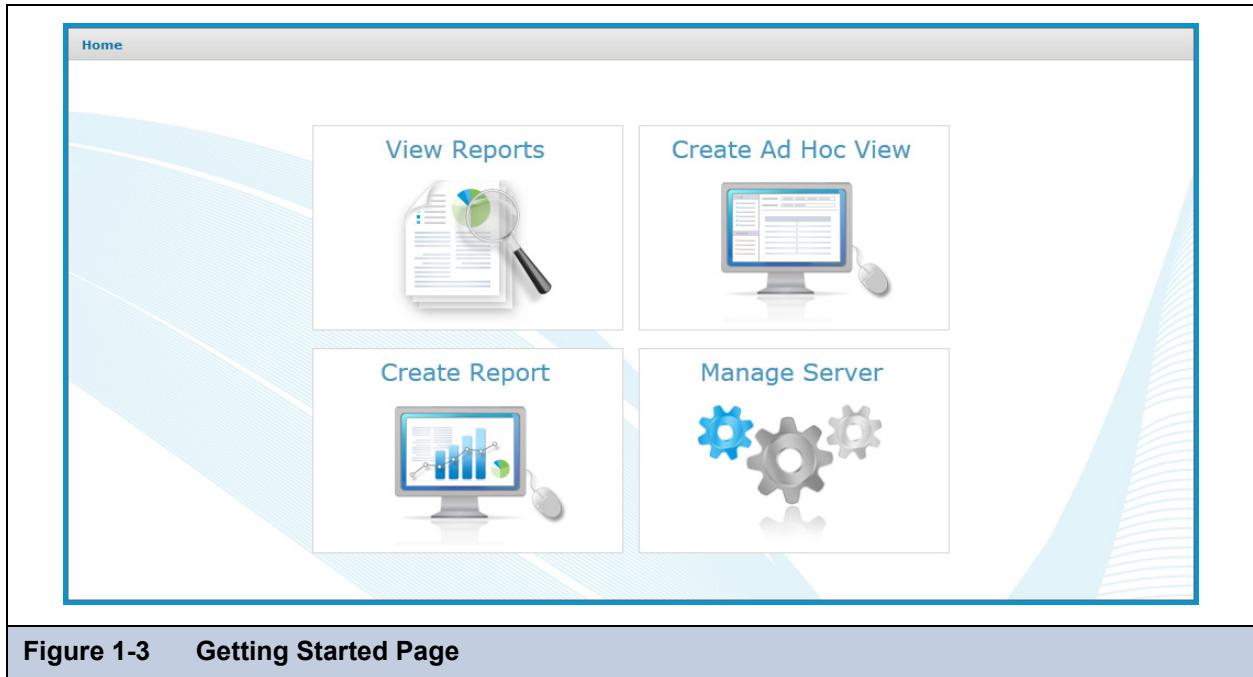 Home
View Reports
Create Ad Hoc View
Create Report
Manage Server
Figure 1-3 Getting Started Page